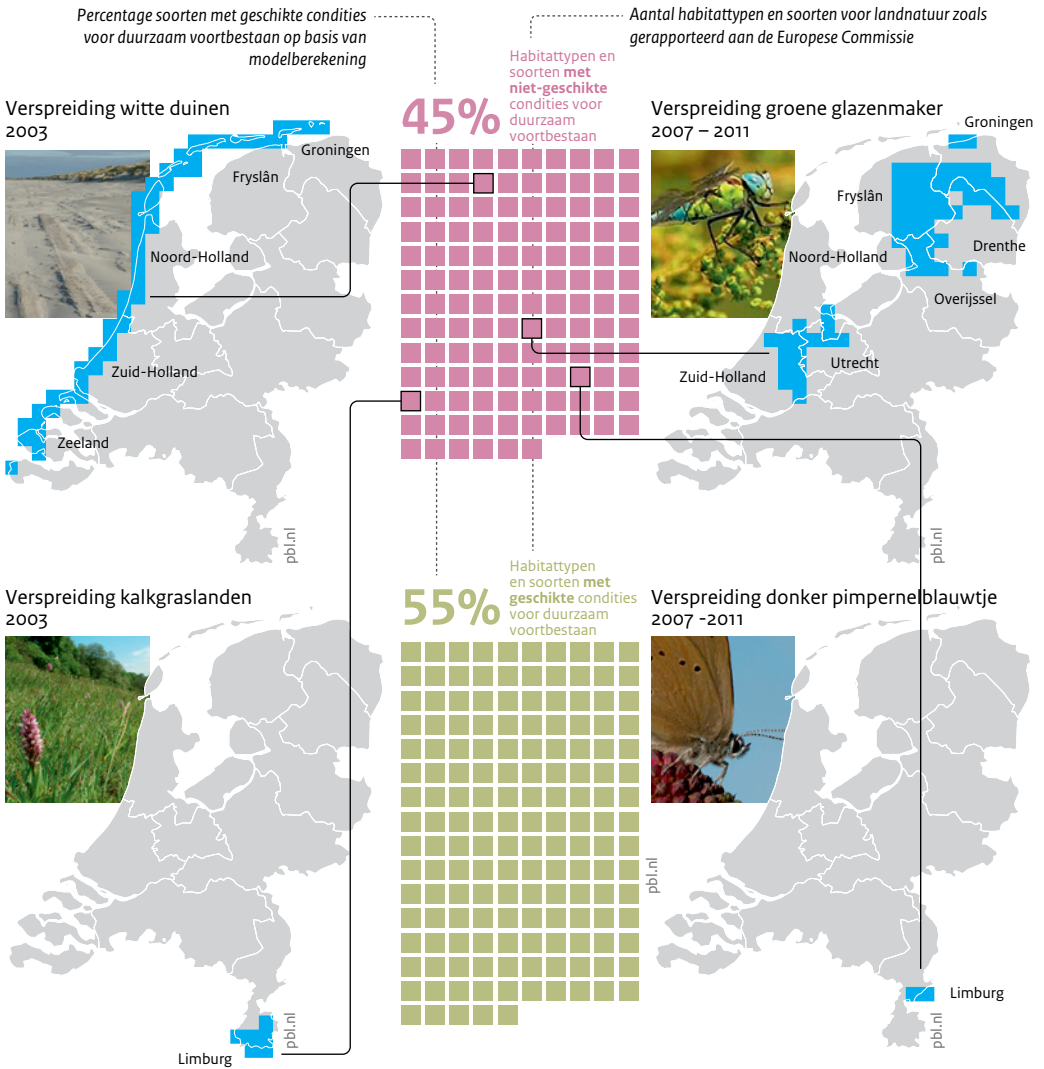 Percentage soorten met geschikte condities
voor duurzaam voortbestaan op basis van
modelberekening
Aantal habitattypen en soorten voor landnatuur zoals
gerapporteerd aan de Europese Commissie
Verspreiding witte duinen
2003
Groningen
Fryslân
Noord-Holland
Zuid-Holland
Zeeland
pbl.nl
45%
Habitattypen en
soorten met
niet-geschikte
condities voor
duurzaam
voortbestaan
Verspreiding groene glazenmaker
2007 – 2011
Groningen
Fryslân
Drenthe
Noord-Holland
Overijssel
Utrecht
Zuid-Holland
pbl.nl
Verspreiding kalkgraslanden
2003
Limburg
pbl.nl
55%
Habitattypen
en soorten met
geschikte condities
voor duurzaam
voortbestaan
pbl.nl
Verspreiding donker pimpernelblauwtje
2007 -2011
Limburg
pbl.nl